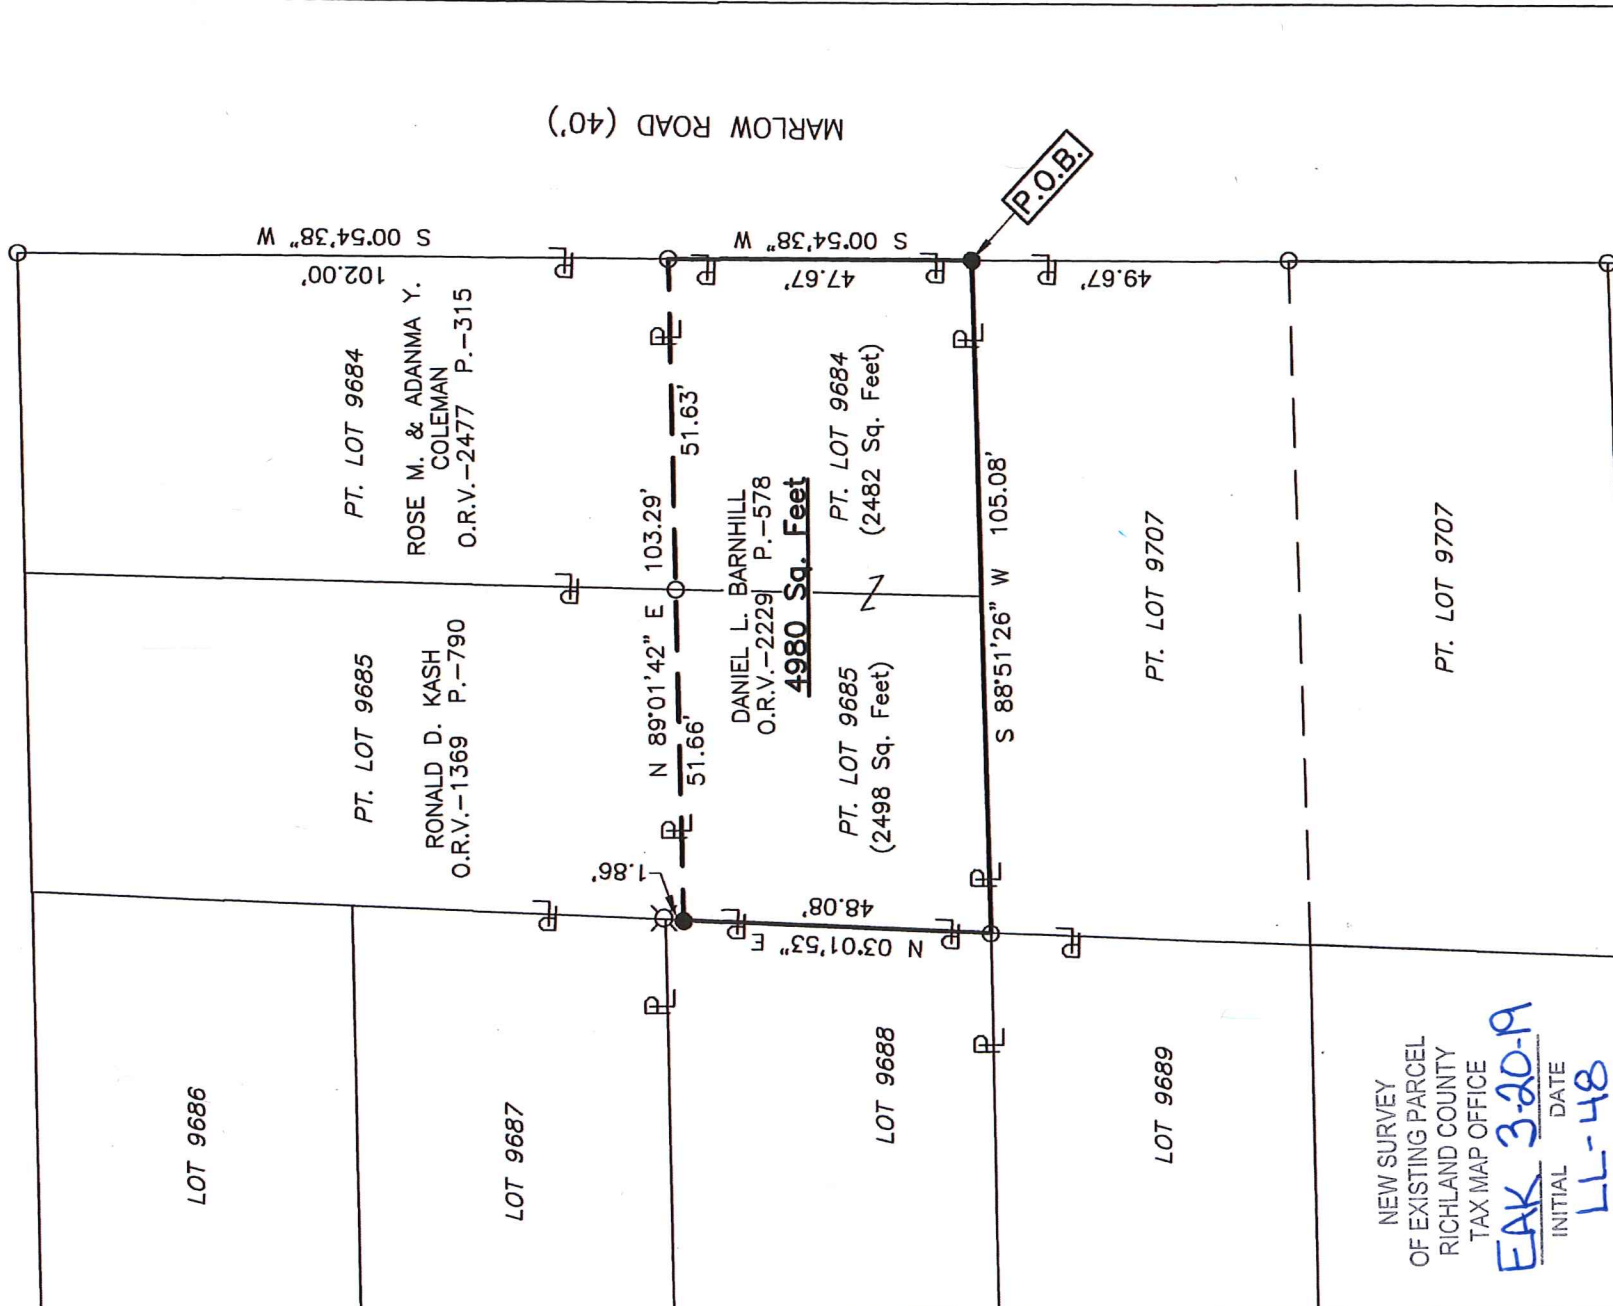 MARLOW ROAD (40')
S 00°54'38" W
102.00'
S 00°54'38" W
47.67'
P.O.B.
49.67'
PT. LOT 9684
ROSE M. & ADANMA Y.
COLEMAN
O.R.V.-2477 P.-315
PT. LOT 9685
RONALD D. KASH
O.R.V.-1369 P.-790
N 89°01'42" E 103.29'
51.66'
51.63'
1.86'
DANIEL L. BARNHILL
O.R.V.-2229 P.-578
4980 Sq. Feet
PT. LOT 9684
(2482 Sq. Feet)
PT. LOT 9685
(2498 Sq. Feet)
48.08'
N 03°01'53" E
S 88°51'26" W 105.08'
PT. LOT 9707
PT. LOT 9707
LOT 9686
LOT 9687
LOT 9688
LOT 9689
NEW SURVEY
OF EXISTING PARCEL
RICHLAND COUNTY
TAX MAP OFFICE
EAK 3-20-19
INITIAL DATE
LL-48